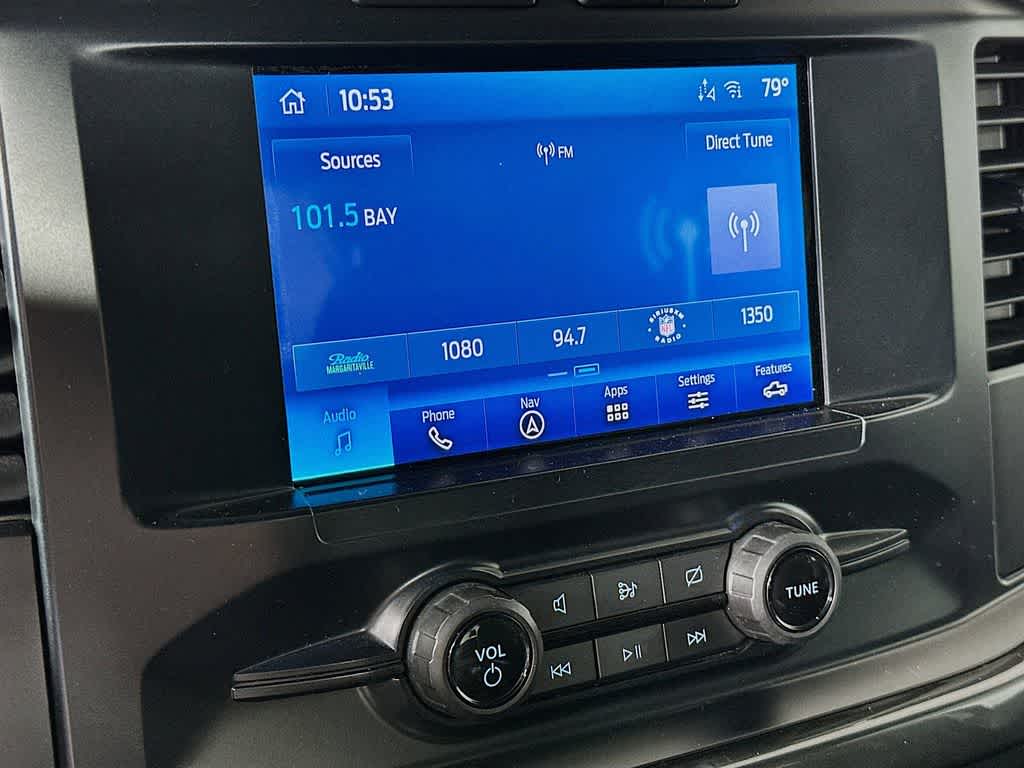 10:53
79°
Sources
FM
Direct Tune
101.5 BAY
Radio
MARGARITAVILLE
1080
94.7
SIRIUSXM
NFL
RADIO
1350
Audio
Phone
Nav
Apps
Settings
Features
VOL
TUNE